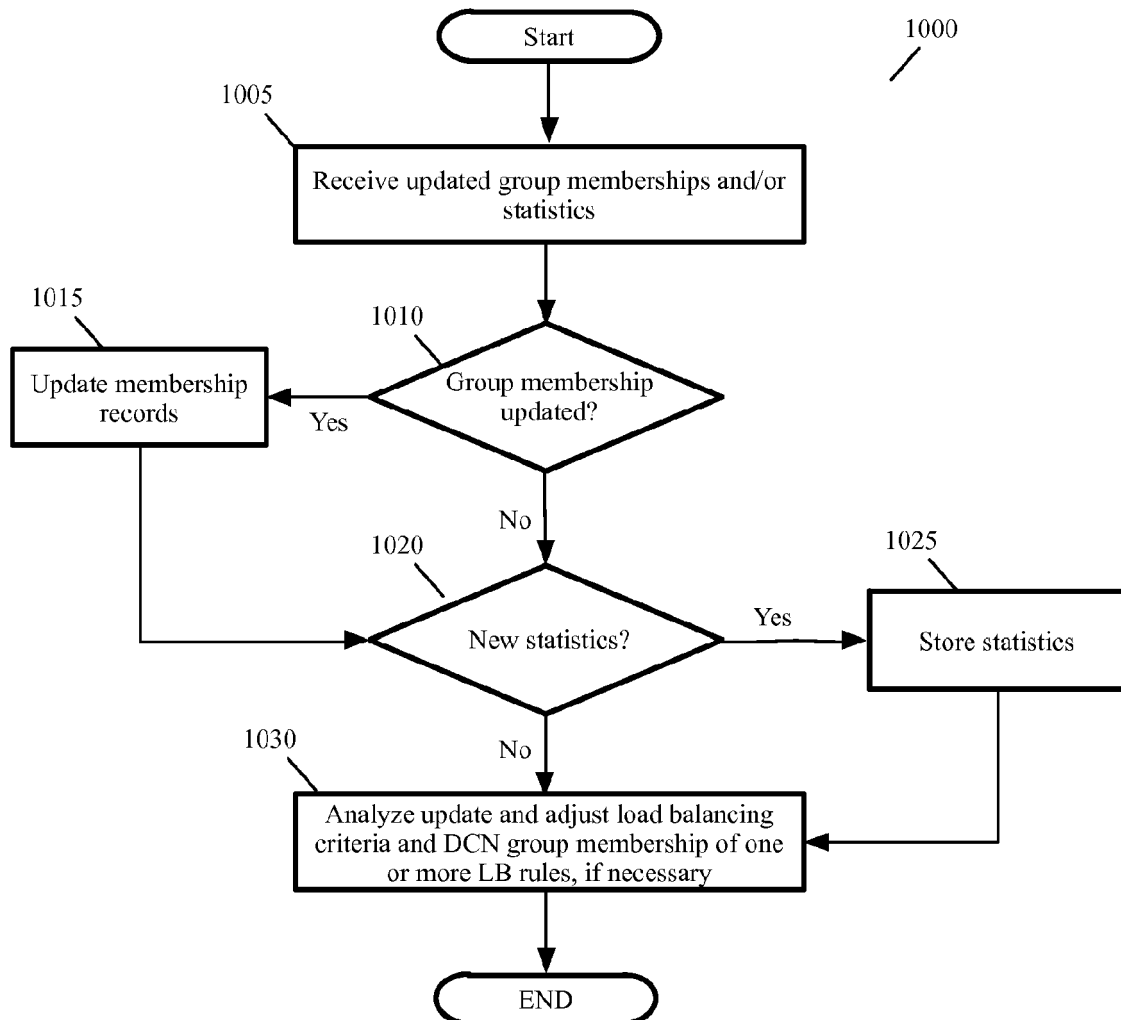 Start
1000
1005
Receive updated group memberships and/or
statistics
1015
1010
Update membership
records
Yes
Group membership
updated?
No
1020
1025
New statistics?
Yes
Store statistics
1030
No
Analyze update and adjust load balancing
criteria and DCN group membership of one
or more LB rules, if necessary
END